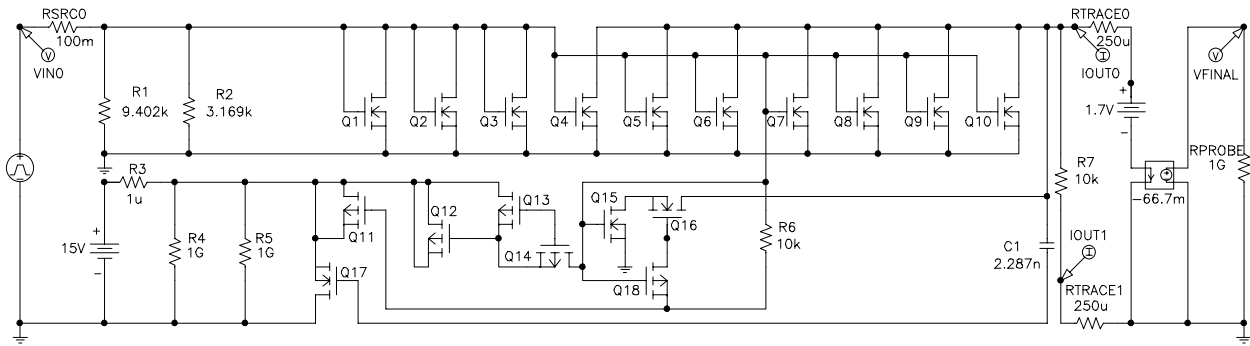 RSRC0
100m
V
VIN0
R1
9.402k
R2
3.169k
Q1
Q2
Q3
Q4
Q5
Q6
Q7
Q8
Q9
Q10
RTRACE0
250u
I
IOUT0
V
VFINAL
+
1.7V
−
RPROBE
1G
−66.7m
R3
1u
+
15V
−
R4
1G
R5
1G
Q11
Q12
Q13
Q14
Q15
Q16
Q17
Q18
R6
10k
R7
10k
C1
2.287n
IOUT1
I
RTRACE1
250u